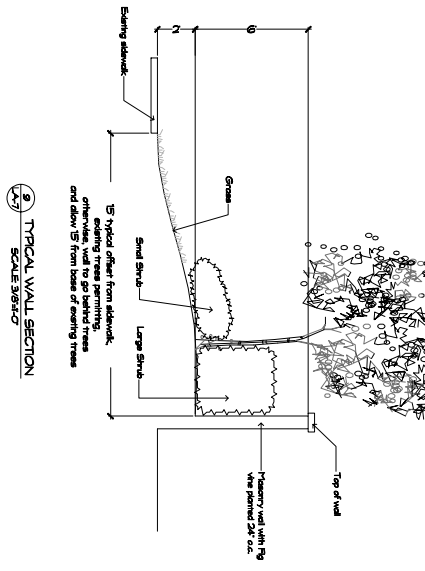 2'
6'
Existing sidewalk
Grass
Small Shrub
Large Shrub
Top of wall
Masonry wall with Fig
vine planted 24" o.c.
15' typical offset from sidewalk,
existing trees permitting,
otherwise, wall to go behind trees
and allow 15' from base of existing trees
9
LA-7
TYPICAL WALL SECTION
SCALE: 3/8=1'-0"